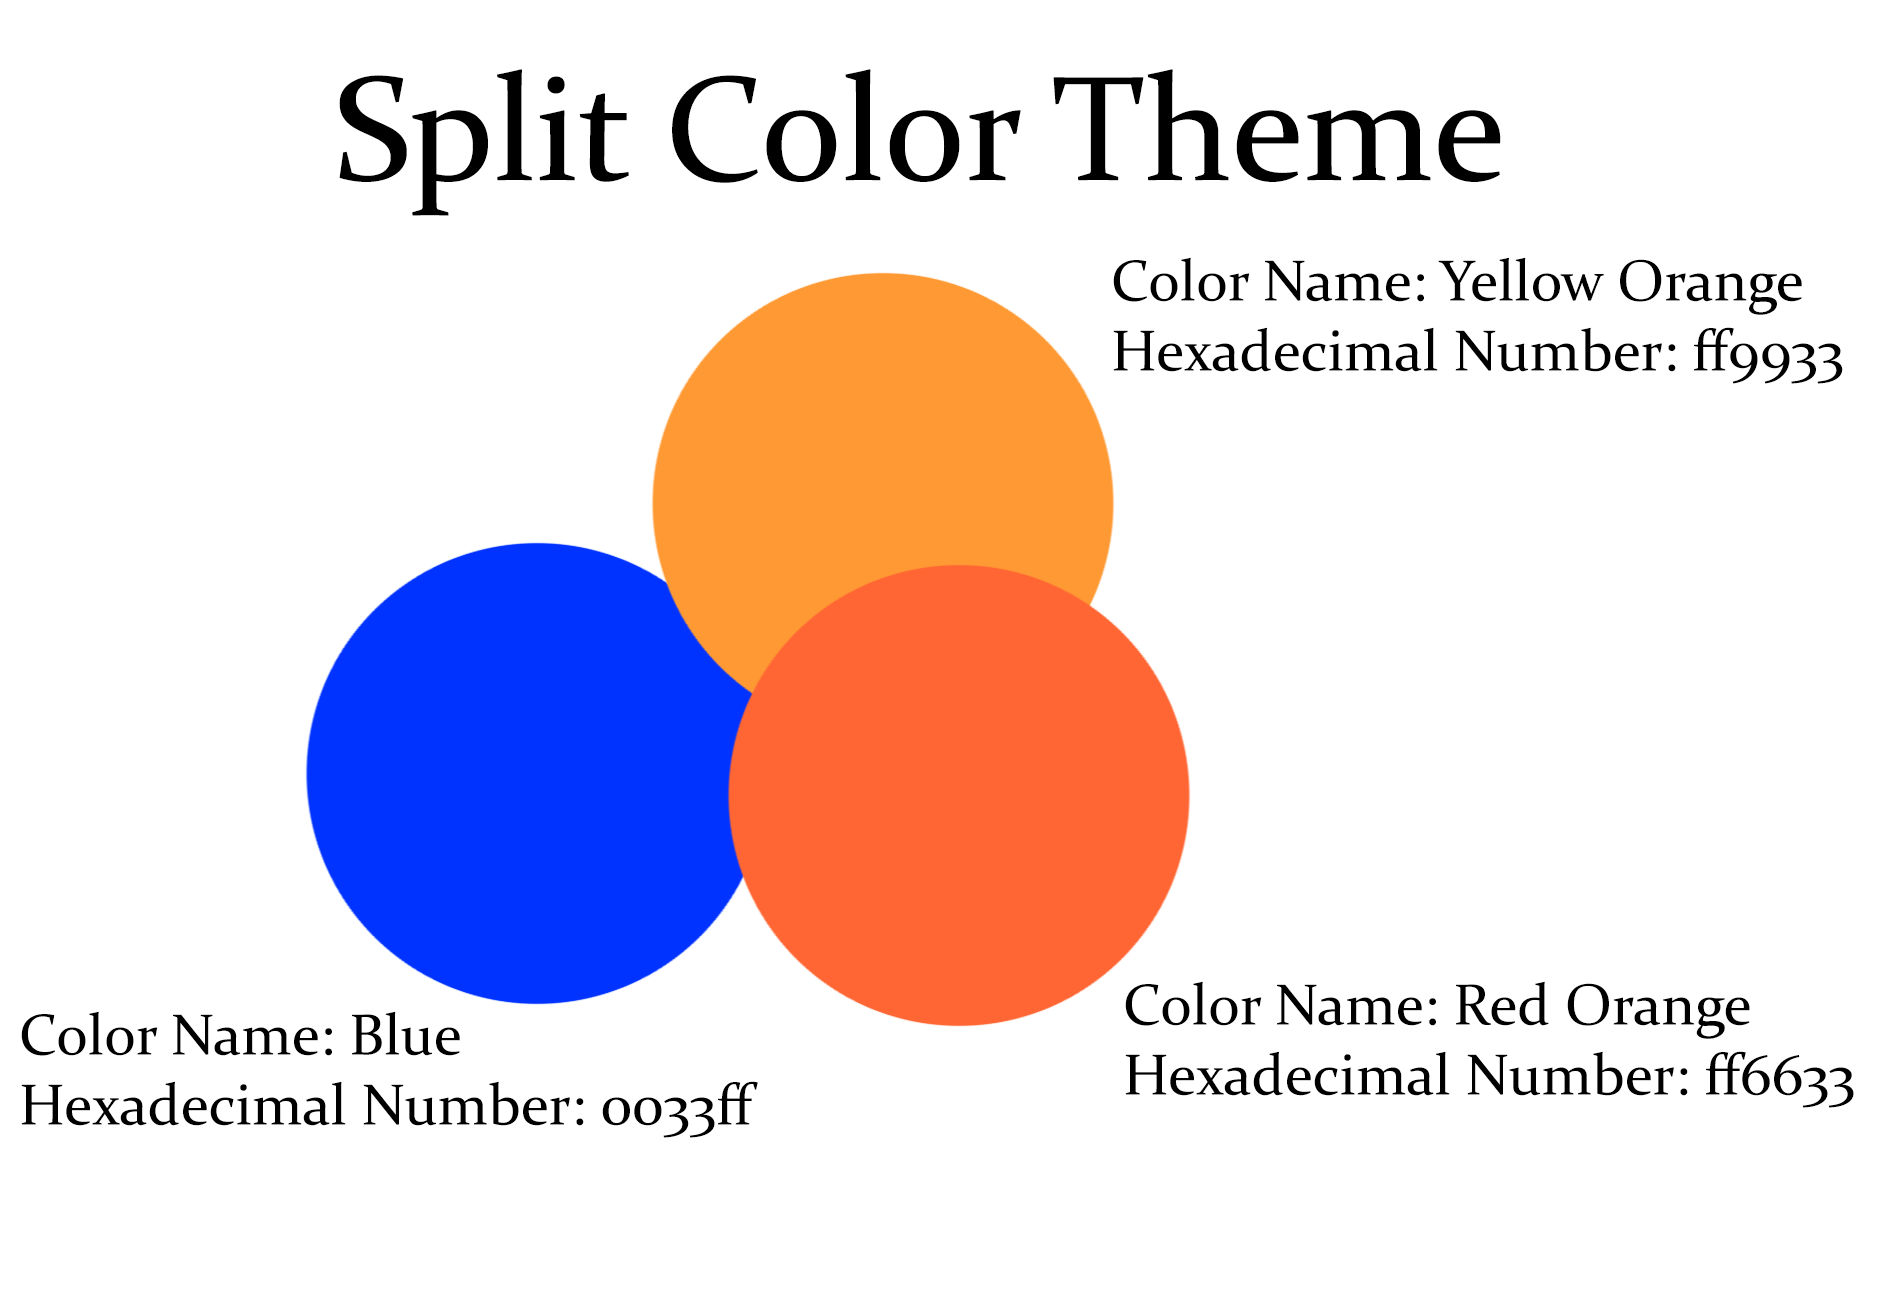 Split Color Theme
Color Name: Yellow Orange
Hexadecimal Number: ff9933
Color Name: Red Orange
Hexadecimal Number: ff6633
Color Name: Blue
Hexadecimal Number: 0033ff